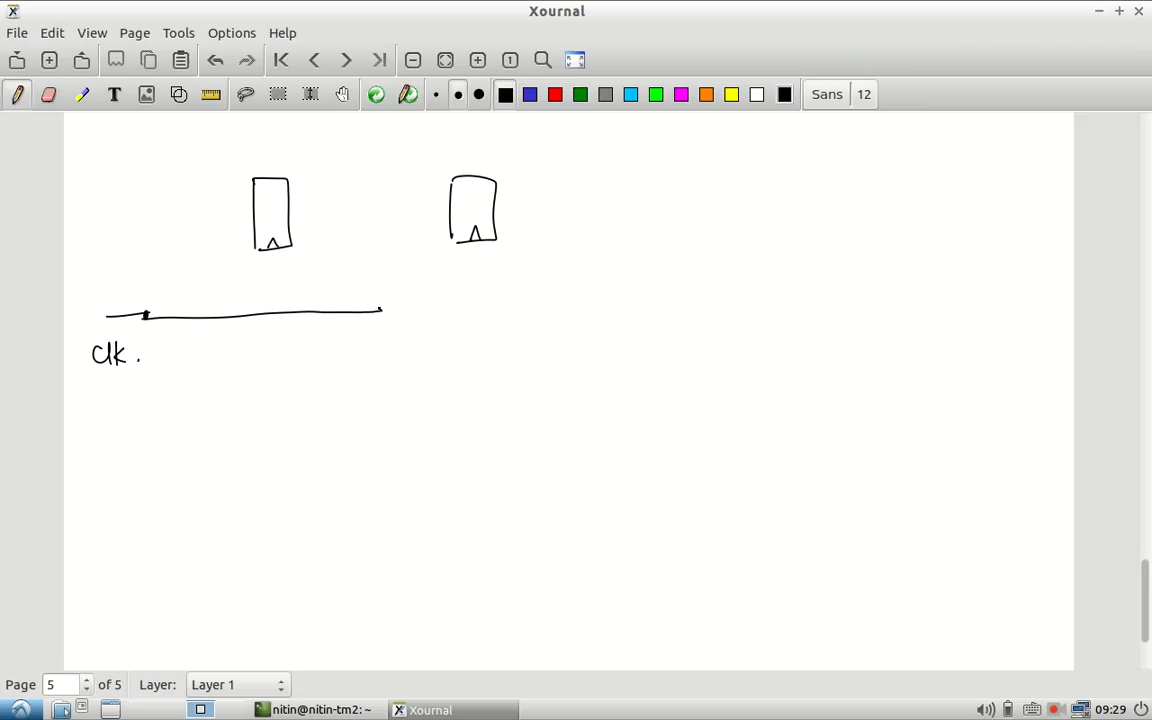 Xournal
File Edit View Page Tools Options Help
Sans 12
Clk .
Page 5 of 5 Layer: Layer 1
nitin@nitin-tm2: ~ Xournal 09:29